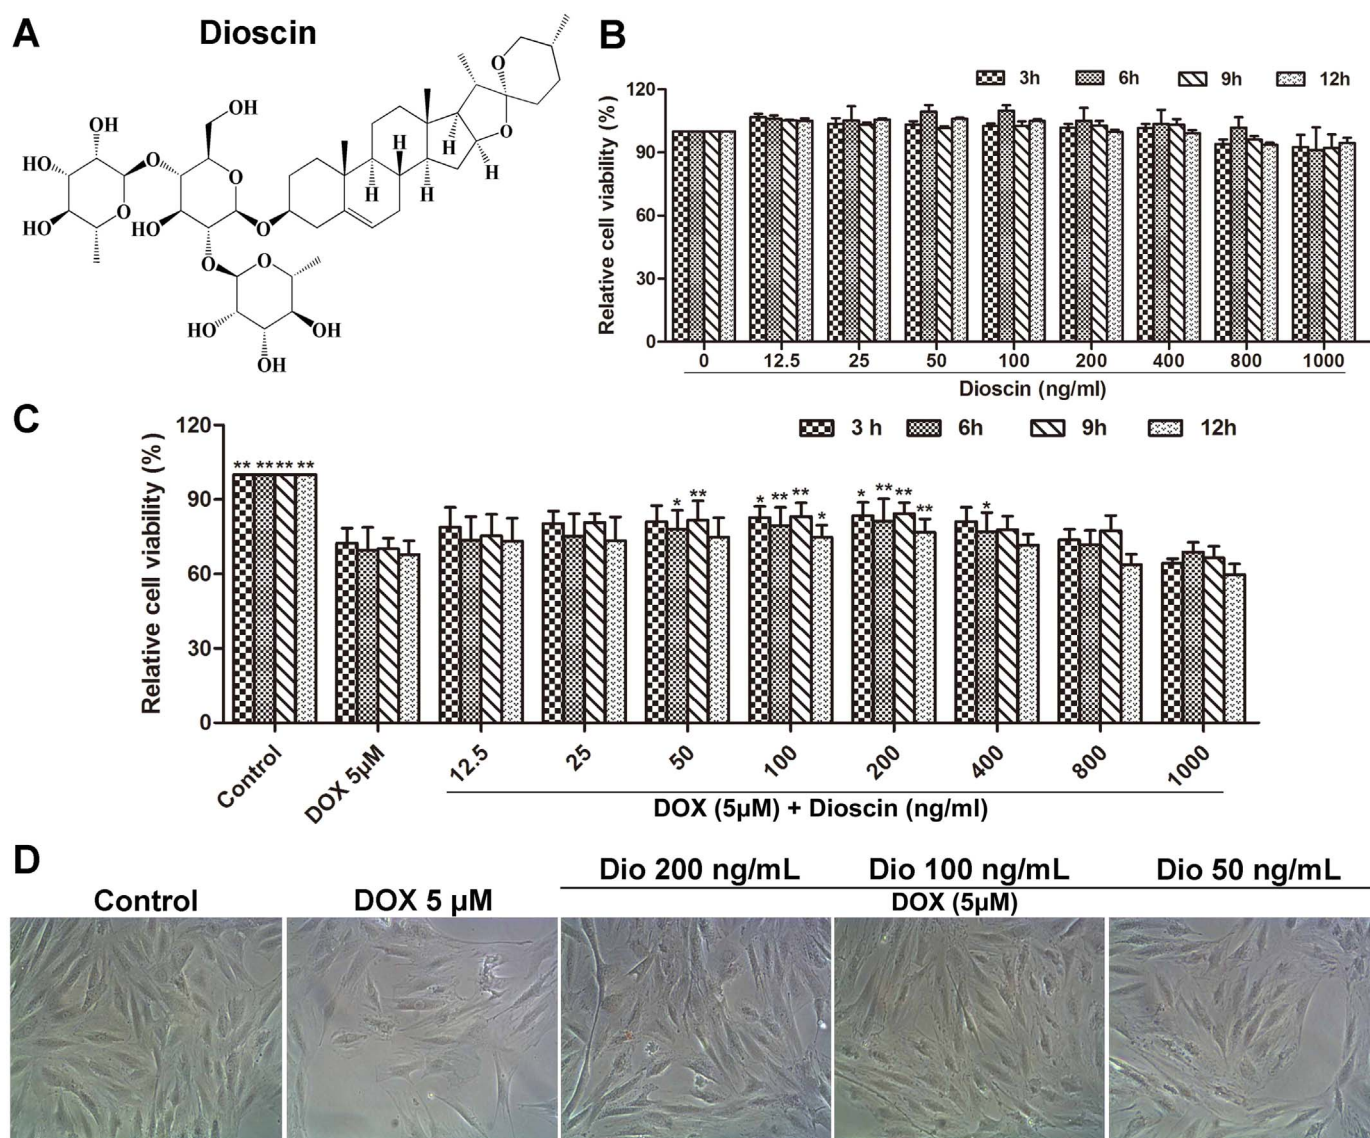 A
Dioscin
OH
OH
HO
O
O
HO
O
HO
O
H
H
H
H
H
O
O
O
O
HO
OH
OH
B
3h 6h 9h 12h
Relative cell viability (%)
120
90
60
30
0
0 12.5 25 50 100 200 400 800 1000
Dioscin (ng/ml)
C
3 h 6h 9h 12h
Relative cell viability (%)
120
90
60
30
0
** ** ** **
* **
* ** ** *
* ** ** **
*
Control DOX 5μM 12.5 25 50 100 200 400 800 1000
DOX (5μM) + Dioscin (ng/ml)
D
Control
DOX 5 μM
Dio 200 ng/mL Dio 100 ng/mL Dio 50 ng/mL
DOX (5μM)